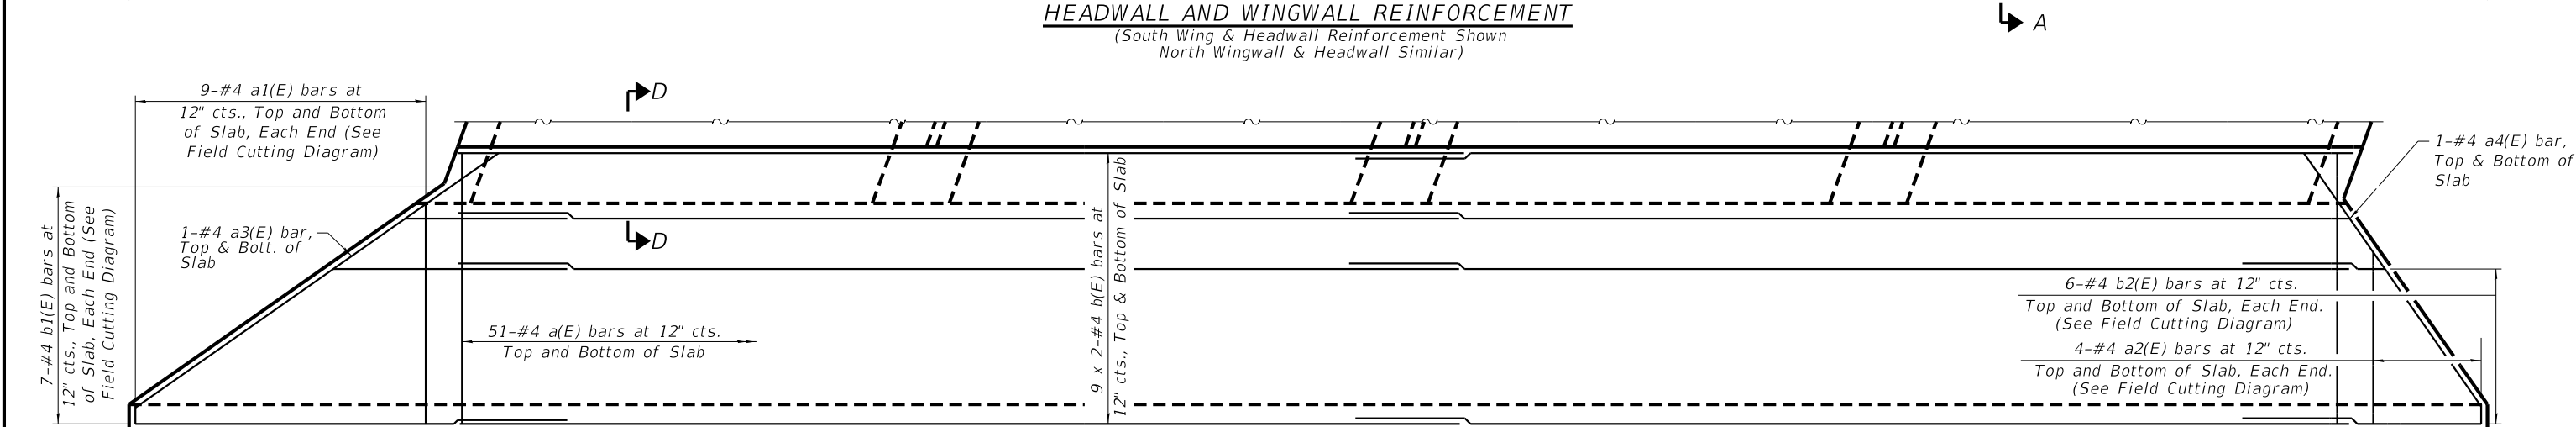 HEADWALL AND WINGWALL REINFORCEMENT
(South Wing & Headwall Reinforcement Shown
North Wingwall & Headwall Similar)
A
9-#4 a1(E) bars at
12" cts., Top and Bottom
of Slab, Each End (See
Field Cutting Diagram)
D
D
1-#4 a4(E) bar,
Top & Bottom of
Slab
7-#4 b1(E) bars at
12" cts., Top and Bottom
of Slab, Each End (See
Field Cutting Diagram)
1-#4 a3(E) bar,
Top & Bott. of
Slab
51-#4 a(E) bars at 12" cts.
Top and Bottom of Slab
9 x 2-#4 b(E) bars at
12" cts., Top & Bottom of Slab
6-#4 b2(E) bars at 12" cts.
Top and Bottom of Slab, Each End.
(See Field Cutting Diagram)
4-#4 a2(E) bars at 12" cts.
Top and Bottom of Slab, Each End.
(See Field Cutting Diagram)